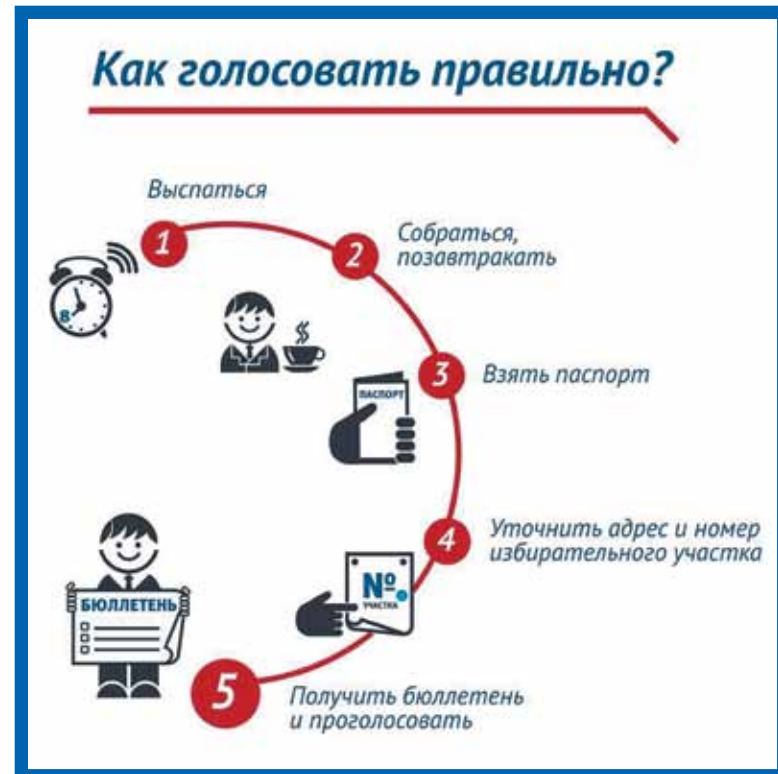 Как голосовать правильно?
Выспаться
1
8
2
Собраться,
позавтракать
3
Взять паспорт
ПАСПОРТ
4
Уточнить адрес и номер
избирательного участка
№
УЧАСТКА
БЮЛЛЕТЕНЬ
5
Получить бюллетень
и проголосовать